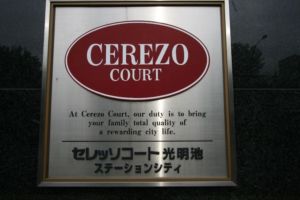 CEREZO
COURT
At Cerezo Court, our duty is to bring
your family total quality of
a rewarding city life.
セレッソコート光明池
ステーションシティ